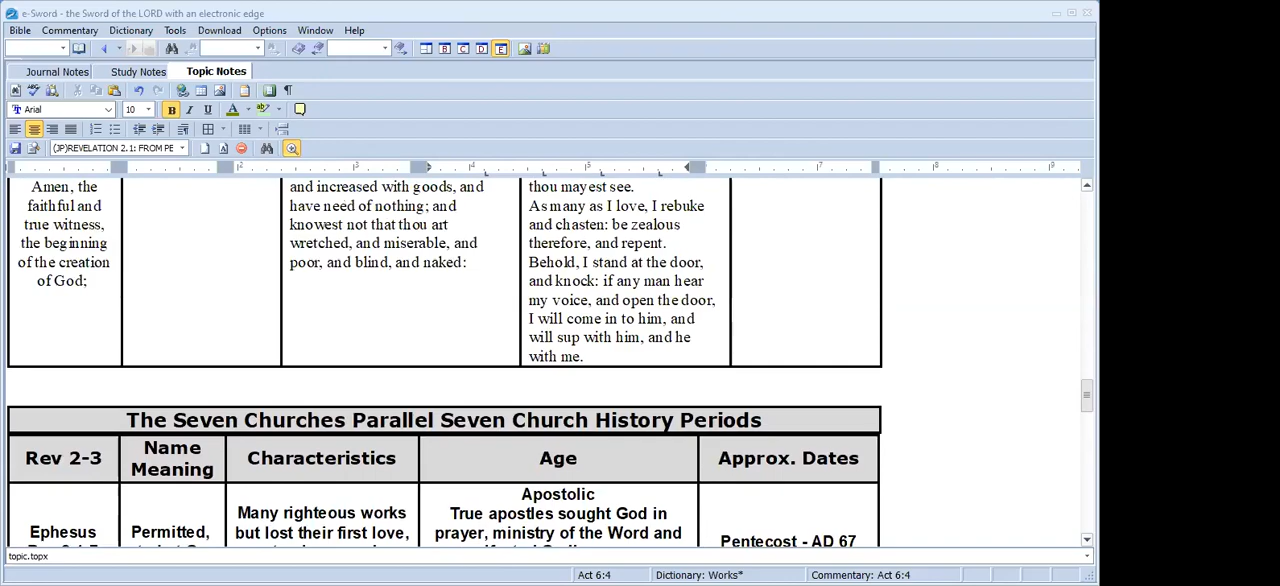 e-Sword - the Sword of the LORD with an electronic edge
Bible Commentary Dictionary Tools Download Options Window Help
B C D E
Journal Notes Study Notes Topic Notes
Arial 10 B I U A
(JP)REVELATION 2.1: FROM PE
2 3 4 5 7 8 9
Amen, the
faithful and
true witness,
the beginning
of the creation
of God;
and increased with goods, and
have need of nothing; and
knowest not that thou art
wretched, and miserable, and
poor, and blind, and naked:
thou mayest see.
As many as I love, I rebuke
and chasten: be zealous
therefore, and repent.
Behold, I stand at the door,
and knock: if any man hear
my voice, and open the door,
I will come in to him, and
will sup with him, and he
with me.
The Seven Churches Parallel Seven Church History Periods
Rev 2-3
Name
Meaning
Characteristics
Age
Approx. Dates
Ephesus
Permitted,
Many righteous works
but lost their first love,
Apostolic
True apostles sought God in
prayer, ministry of the Word and
Pentecost - AD 67
topic.topx
Act 6:4 Dictionary: Works* Commentary: Act 6:4